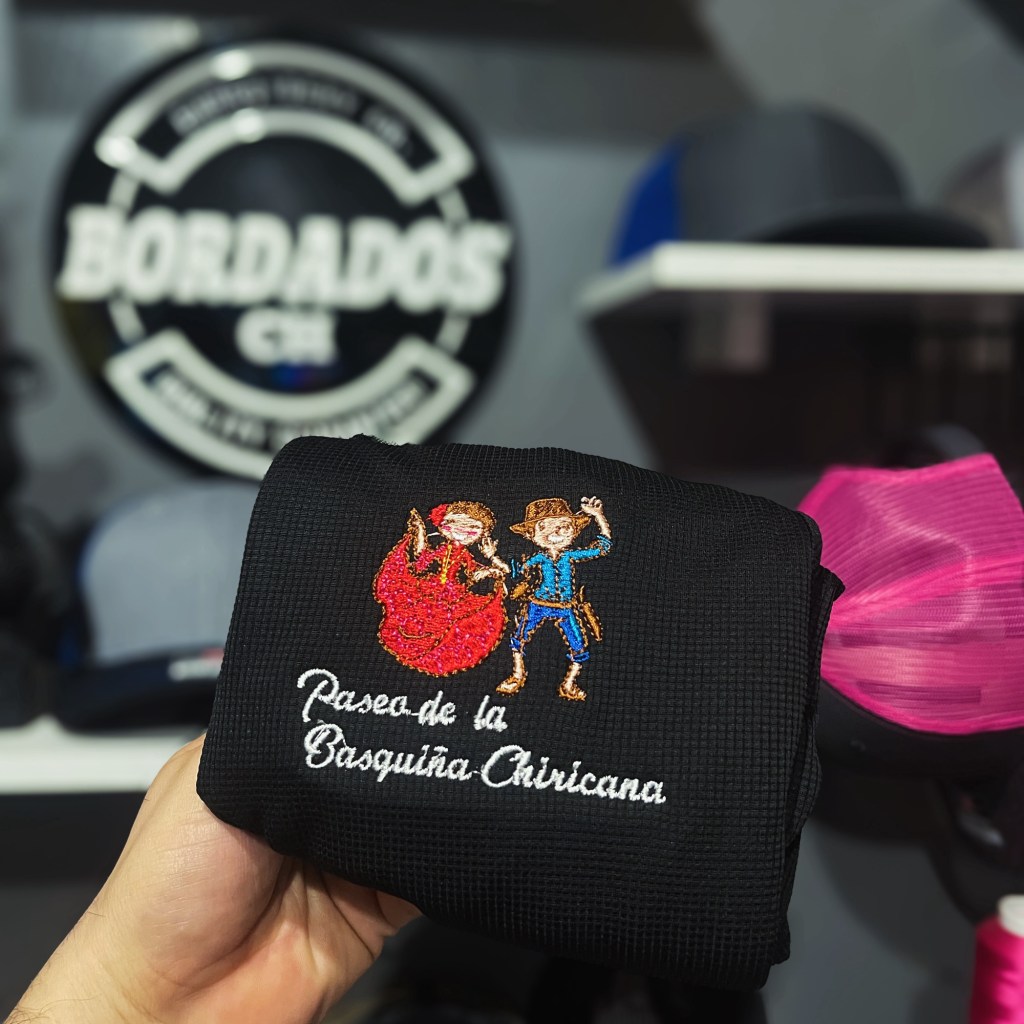 BORDADOS
CH
Paseo de la
Basquiña Chiricana